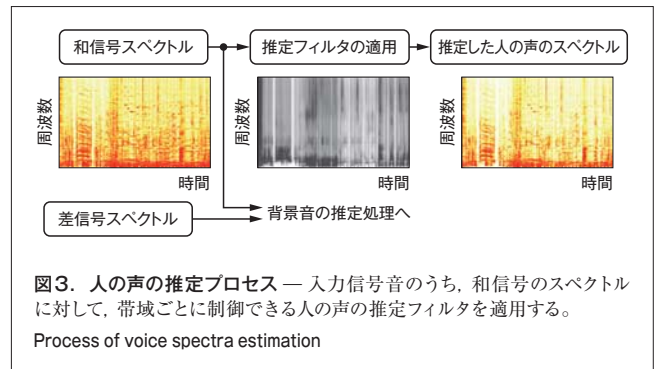 和信号スペクトル
推定フィルタの適用
推定した人の声のスペクトル
周波数
時間
周波数
時間
周波数
時間
差信号スペクトル
背景音の推定処理へ
図3. 人の声の推定プロセス — 入力信号音のうち, 和信号のスペクトル
に対して, 帯域ごとに制御できる人の声の推定フィルタを適用する。
Process of voice spectra estimation